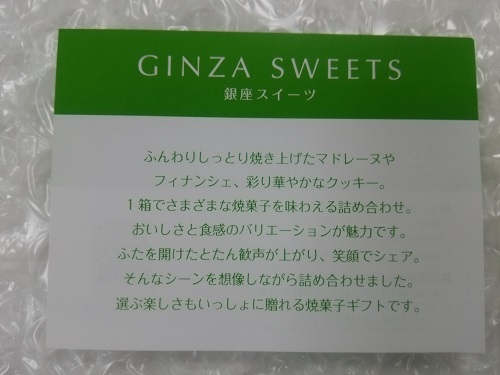 GINZA SWEETS
銀座スイーツ
ふんわりしっとり焼き上げたマドレーヌや
フィナンシェ、彩り華やかなクッキー。
1箱でさまざまな焼菓子を味わえる詰め合わせ。
おいしさと食感のバリエーションが魅力です。
ふたを開けたとたん歓声が上がり、笑顔でシェア。
そんなシーンを想像しながら詰め合わせました。
選ぶ楽しさもいっしょに贈れる焼菓子ギフトです。